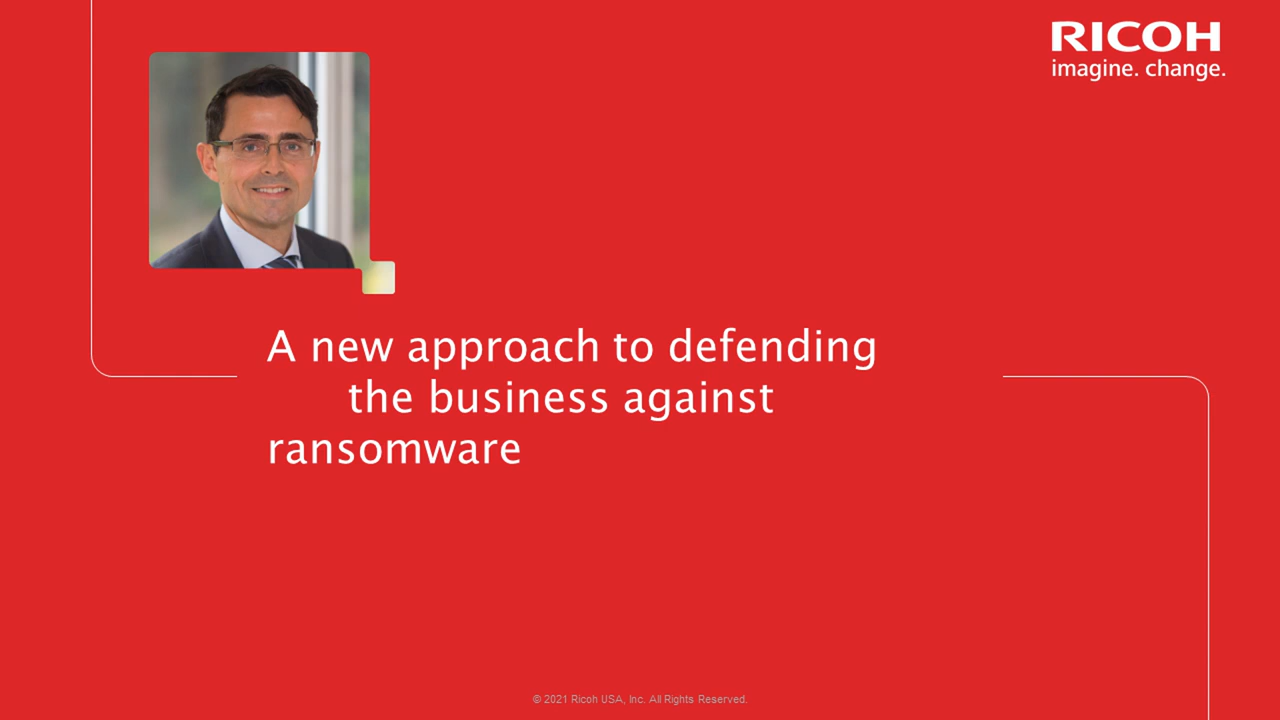 RICOH
imagine. change.
A new approach to defending
the business against
ransomware
© 2021 Ricoh USA, Inc. All Rights Reserved.